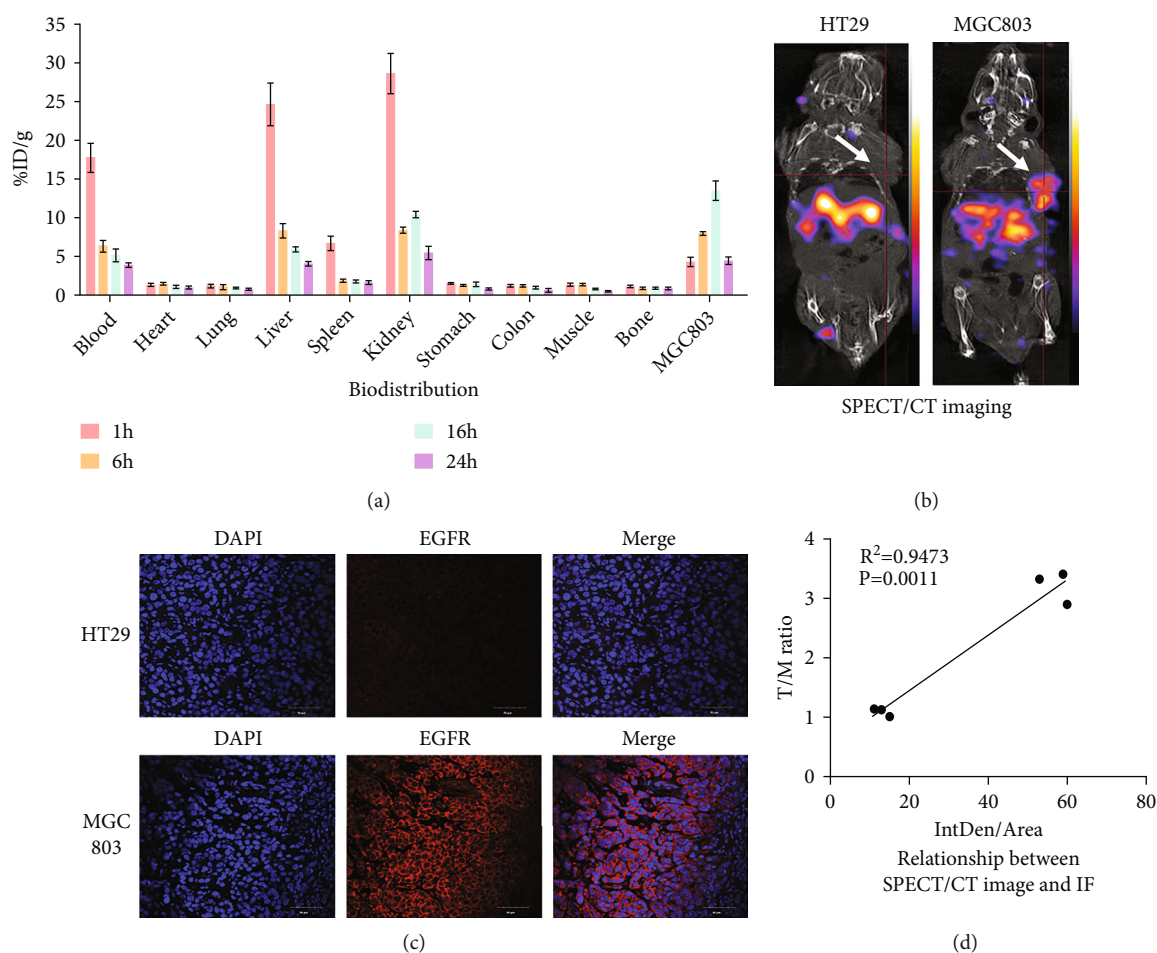 35
30
25
20
15
10
5
0
%ID/g
Blood
Heart
Lung
Liver
Spleen
Kidney
Stomach
Colon
Muscle
Bone
MGC803
Biodistribution
1h
6h
16h
24h
(a)
HT29
MGC803
SPECT/CT imaging
(b)
DAPI
EGFR
Merge
HT29
DAPI
EGFR
Merge
MGC
803
(c)
4
3
2
1
0
T/M ratio
R²=0.9473
P=0.0011
0
20
40
60
80
IntDen/Area
Relationship between
SPECT/CT image and IF
(d)